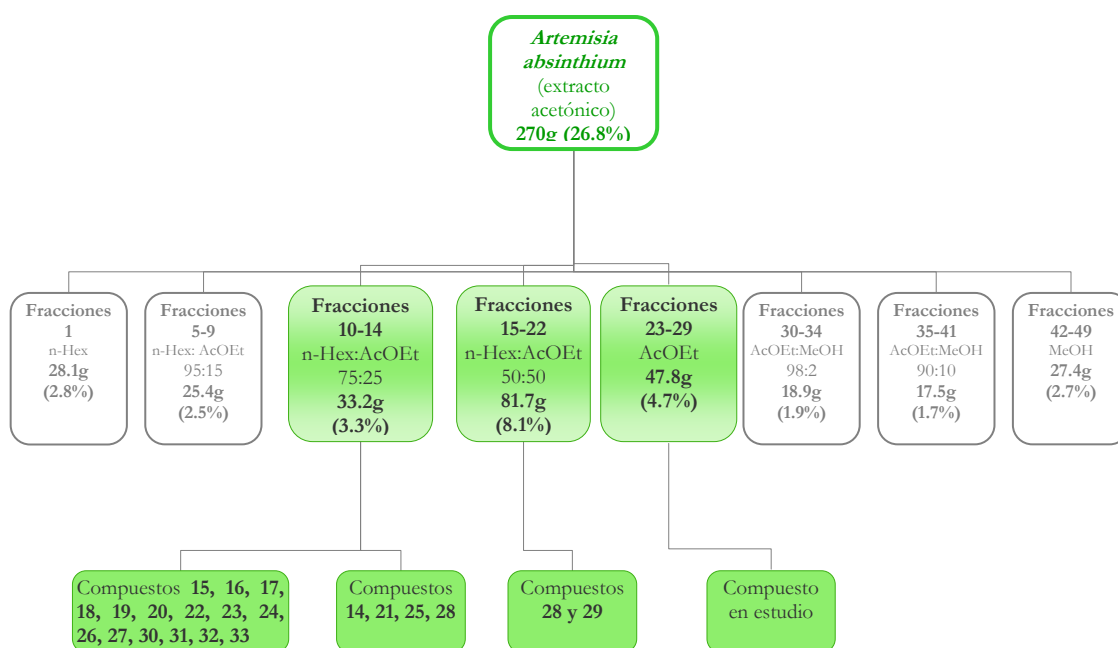 Artemisia
absinthium
(extracto
acetónico)
270g (26.8%)
Fracciones
1
n-Hex
28.1g
(2.8%)
Fracciones
5-9
n-Hex: AcOEt
95:15
25.4g
(2.5%)
Fracciones
10-14
n-Hex:AcOEt
75:25
33.2g
(3.3%)
Fracciones
15-22
n-Hex:AcOEt
50:50
81.7g
(8.1%)
Fracciones
23-29
AcOEt
47.8g
(4.7%)
Fracciones
30-34
AcOEt:MeOH
98:2
18.9g
(1.9%)
Fracciones
35-41
AcOEt:MeOH
90:10
17.5g
(1.7%)
Fracciones
42-49
MeOH
27.4g
(2.7%)
Compuestos 15, 16, 17,
18, 19, 20, 22, 23, 24,
26, 27, 30, 31, 32, 33
Compuestos
14, 21, 25, 28
Compuestos
28 y 29
Compuesto
en estudio